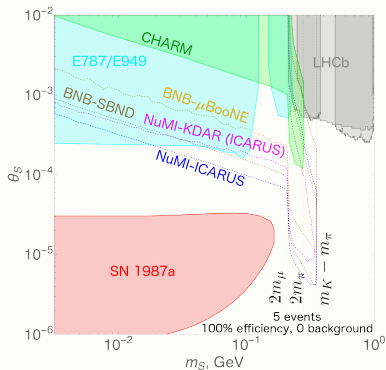 10⁻²
CHARM
E787/E949
LHCb
BNB-μBooNE
10⁻³
BNB-SBND
NuMI-KDAR (ICARUS)
θ_S
10⁻⁴
NuMI-ICARUS
10⁻⁵
SN 1987a
2m_μ
2m_π
m_K − m_π
5 events
100% efficiency, 0 background
10⁻⁶
10⁻² 10⁻¹ 10⁰
m_S, GeV